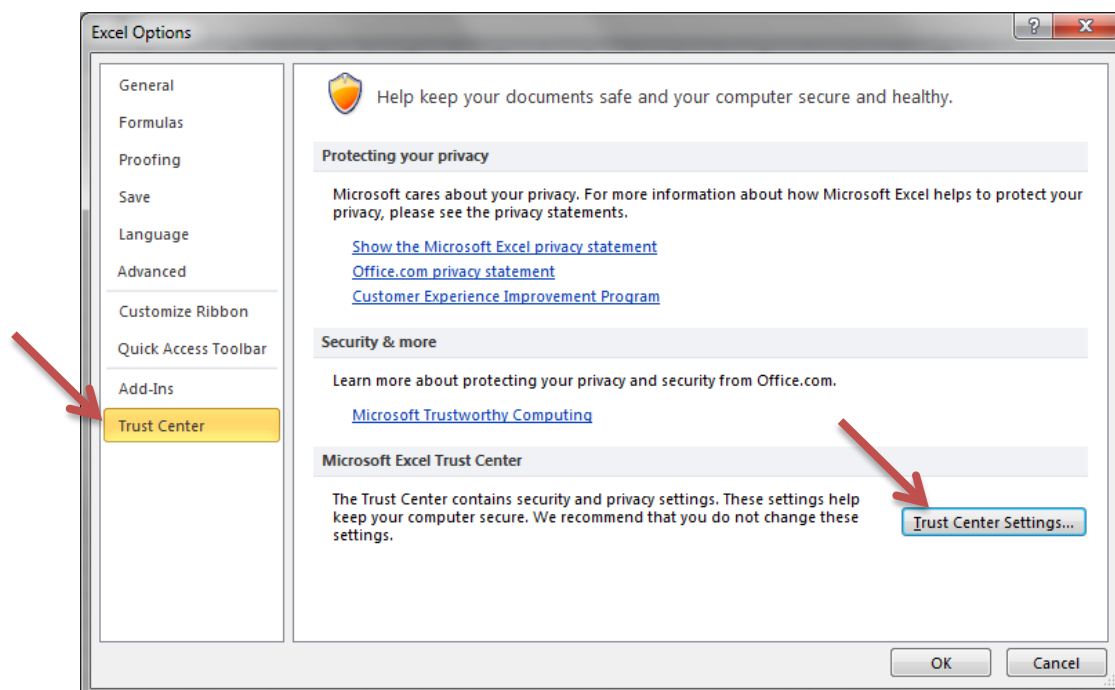 Excel Options
General
Formulas
Proofing
Save
Language
Advanced
Customize Ribbon
Quick Access Toolbar
Add-Ins
Trust Center
Help keep your documents safe and your computer secure and healthy.
Protecting your privacy
Microsoft cares about your privacy. For more information about how Microsoft Excel helps to protect your
privacy, please see the privacy statements.
Show the Microsoft Excel privacy statement
Office.com privacy statement
Customer Experience Improvement Program
Security & more
Learn more about protecting your privacy and security from Office.com.
Microsoft Trustworthy Computing
Microsoft Excel Trust Center
The Trust Center contains security and privacy settings. These settings help
keep your computer secure. We recommend that you do not change these
settings.
Trust Center Settings...
OK
Cancel